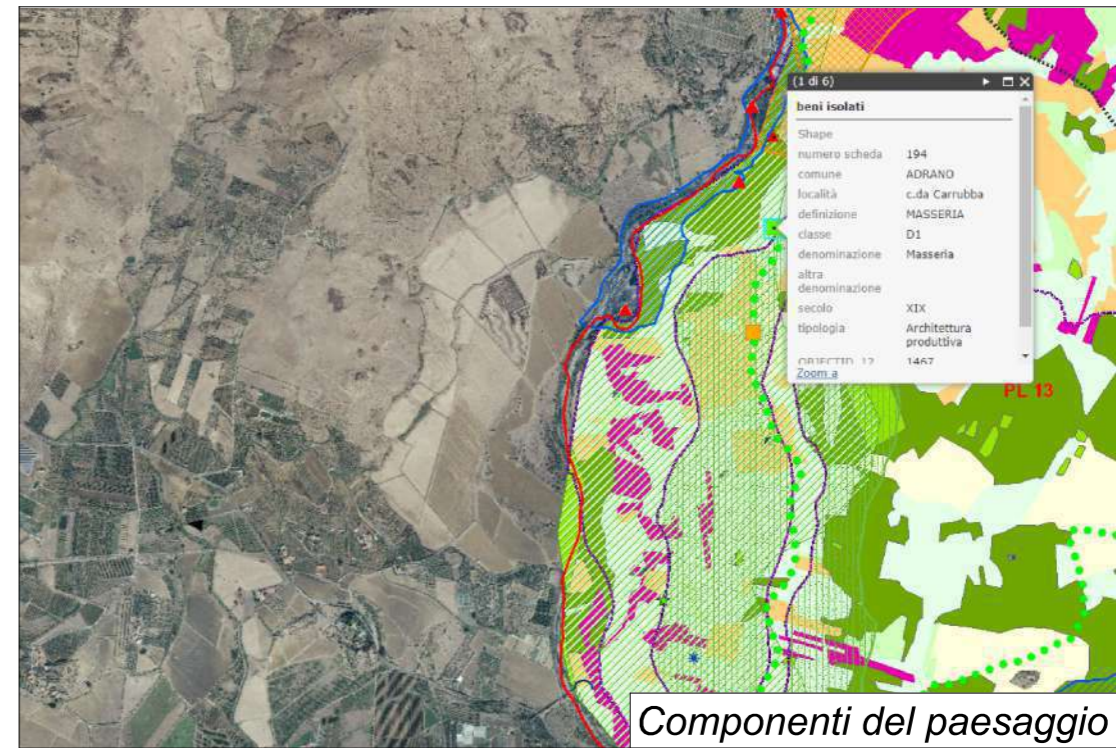 (1 di 6)
beni isolati
Shape
numero scheda 194
comune ADRANO
località c.da Carrubba
definizione MASSERIA
classe D1
denominazione Masseria
altra
denominazione
secolo XIX
tipologia Architettura
produttiva
OBJECTID_12 1467
Zoom a
PL 13
Componenti del paesaggio